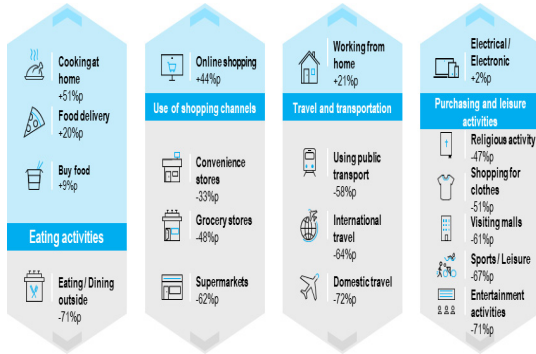 Cooking at
home
+51%p
Food delivery
+20%p
Buy food
+9%p
Eating activities
Eating / Dining
outside
-71%p
Online shopping
+44%p
Use of shopping channels
Convenience
stores
-33%p
Grocery stores
-48%p
Supermarkets
-62%p
Working from
home
+21%p
Travel and transportation
Using public
transport
-58%p
International
travel
-64%p
Domestic travel
-72%p
Electrical /
Electronic
+2%p
Purchasing and leisure
activities
Religious activity
-47%p
Shopping for
clothes
-51%p
Visiting malls
-61%p
Sports / Leisure
-67%p
Entertainment
activities
-71%p